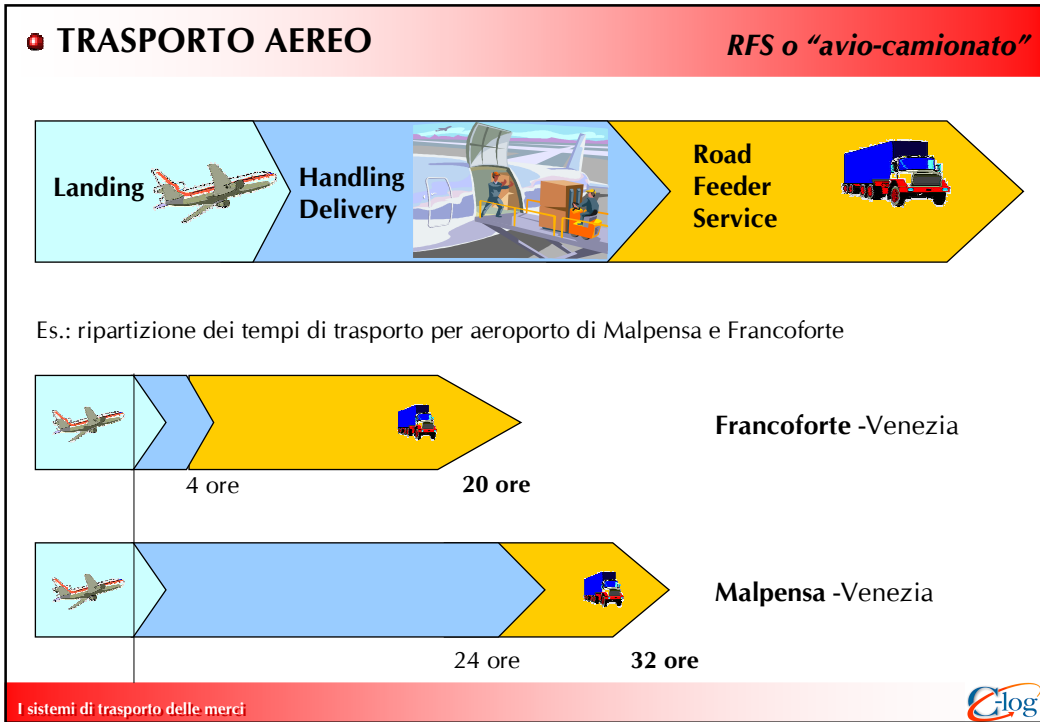 TRASPORTO AEREO
RFS o “avio-camionato”
Landing
Handling
Delivery
Road
Feeder
Service
Es.: ripartizione dei tempi di trasporto per aeroporto di Malpensa e Francoforte
Francoforte -Venezia
4 ore
20 ore
Malpensa -Venezia
24 ore
32 ore
I sistemi di trasporto delle merci
C-log